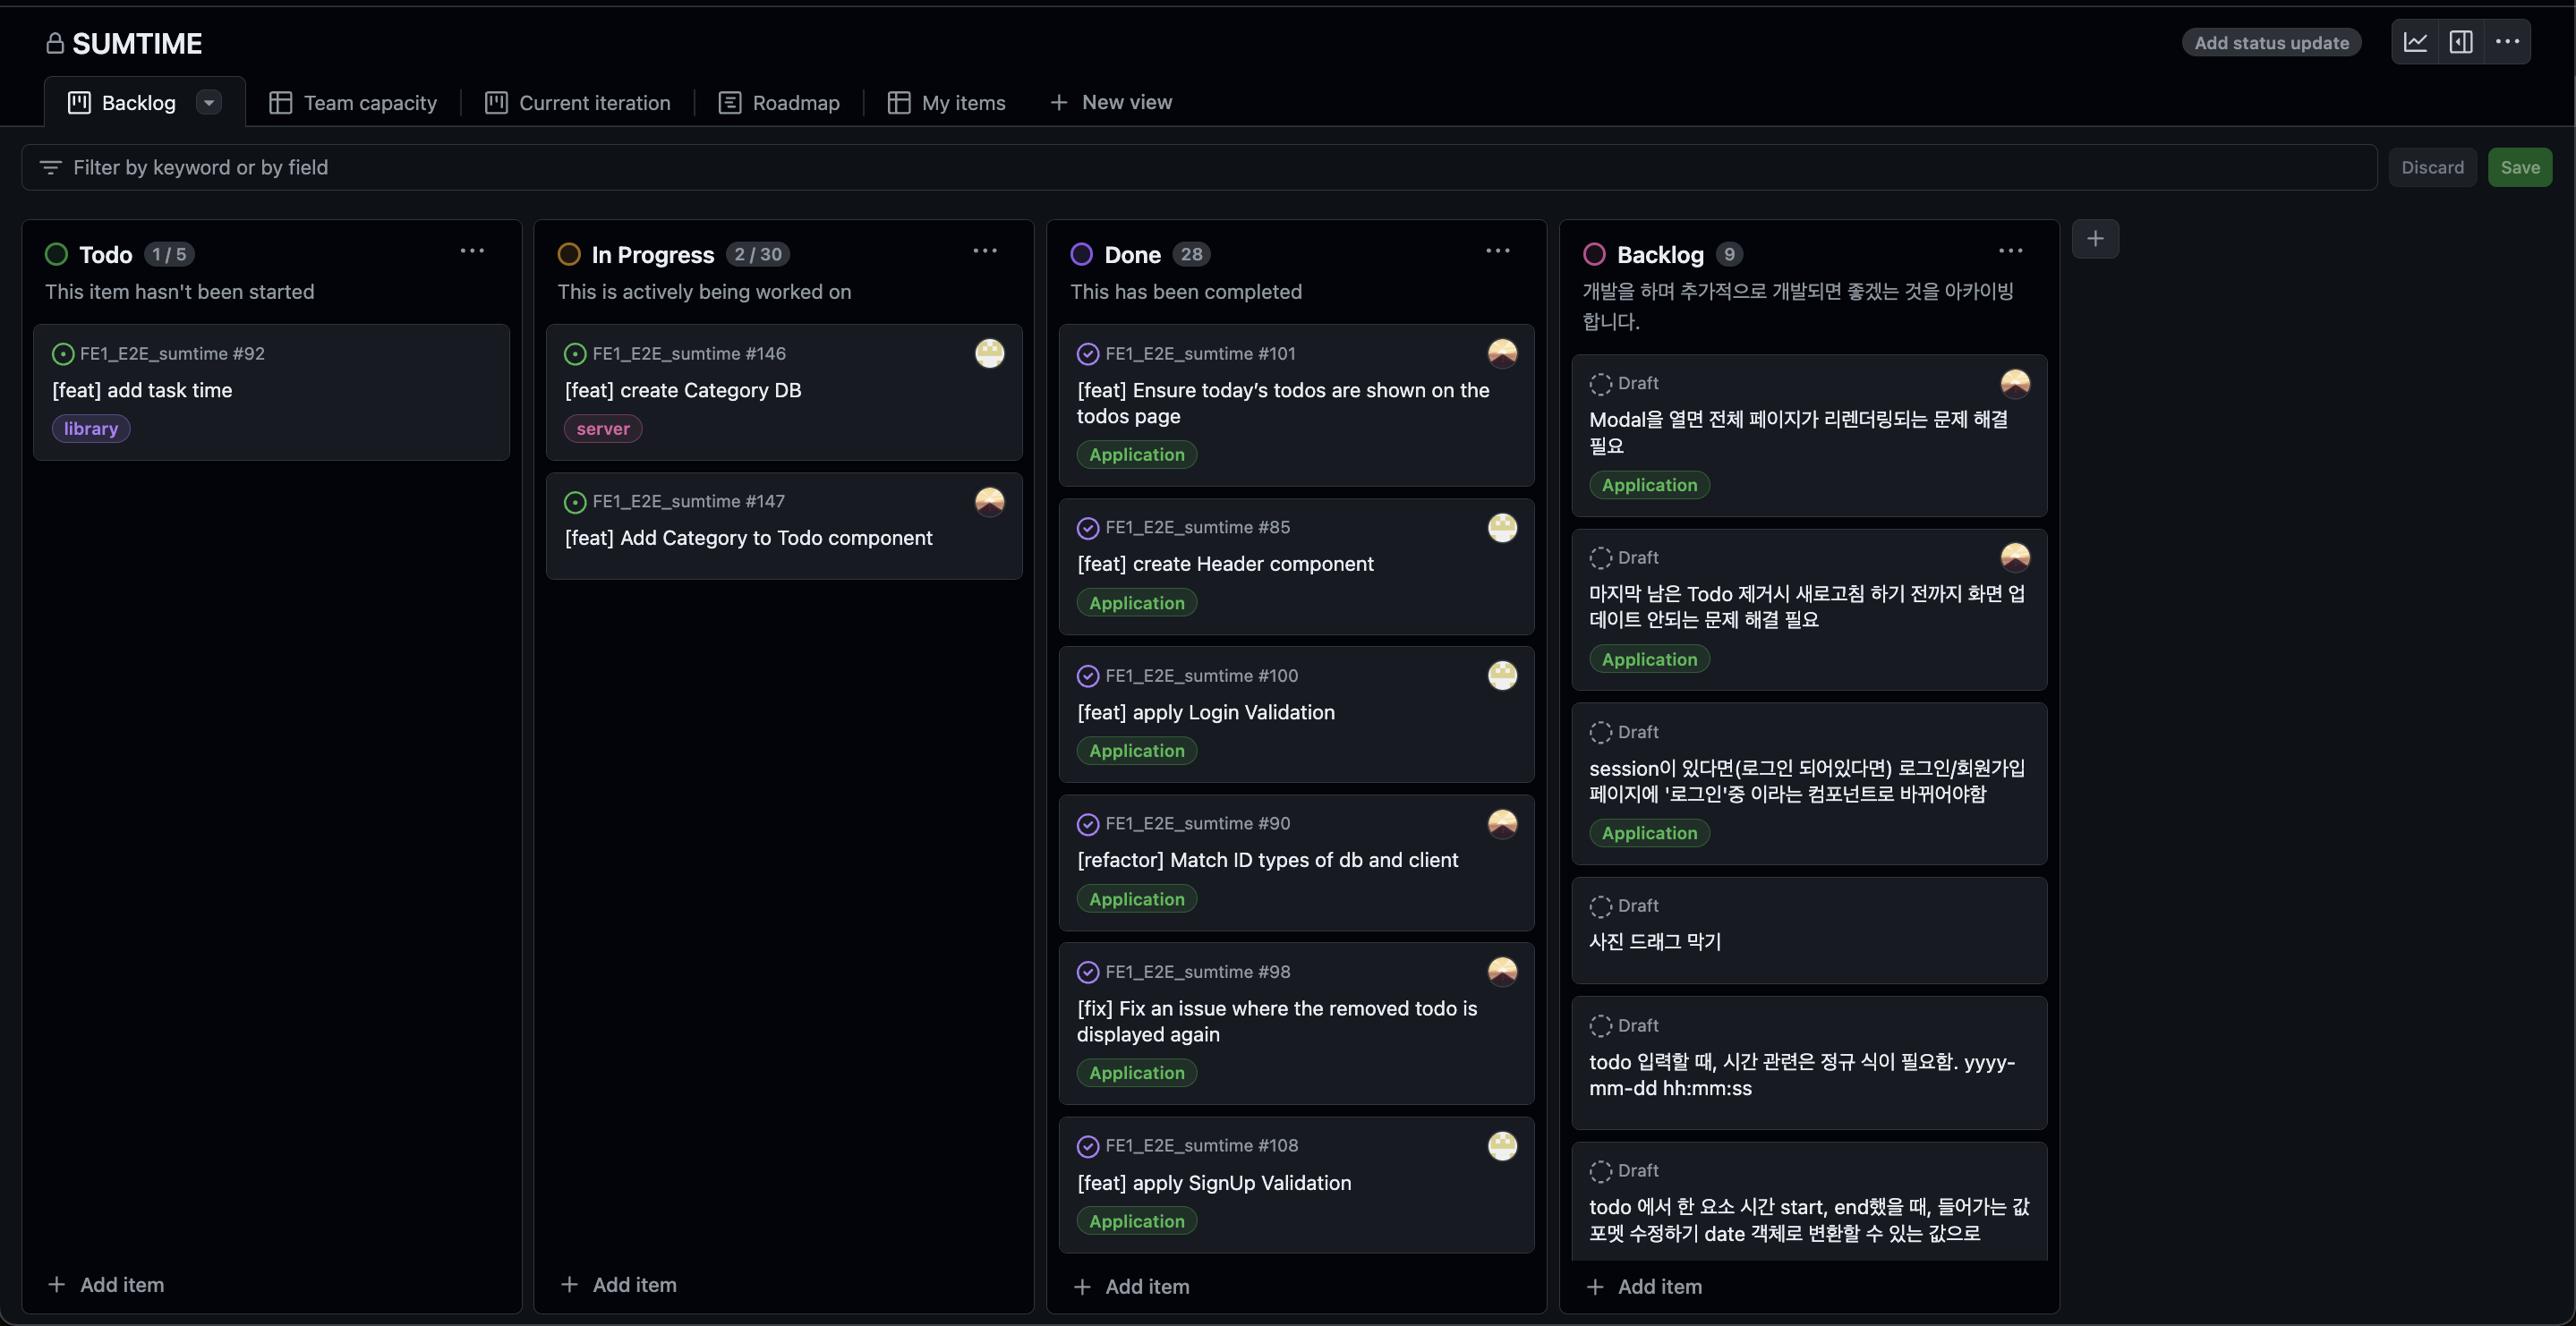 SUMTIME
Add status update
Backlog
Team capacity
Current iteration
Roadmap
My items
New view
Filter by keyword or by field
Discard
Save
Todo 1 / 5
This item hasn't been started
FE1_E2E_sumtime #92
[feat] add task time
library
Add item
In Progress 2 / 30
This is actively being worked on
FE1_E2E_sumtime #146
[feat] create Category DB
server
FE1_E2E_sumtime #147
[feat] Add Category to Todo component
Add item
Done 28
This has been completed
FE1_E2E_sumtime #101
[feat] Ensure today’s todos are shown on the
todos page
Application
FE1_E2E_sumtime #85
[feat] create Header component
Application
FE1_E2E_sumtime #100
[feat] apply Login Validation
Application
FE1_E2E_sumtime #90
[refactor] Match ID types of db and client
Application
FE1_E2E_sumtime #98
[fix] Fix an issue where the removed todo is
displayed again
Application
FE1_E2E_sumtime #108
[feat] apply SignUp Validation
Application
Add item
Backlog 9
개발을 하며 추가적으로 개발되면 좋겠는 것을 아카이빙
합니다.
Draft
Modal을 열면 전체 페이지가 리렌더링되는 문제 해결
필요
Application
Draft
마지막 남은 Todo 제거시 새로고침 하기 전까지 화면 업
데이트 안되는 문제 해결 필요
Application
Draft
session이 있다면(로그인 되어있다면) 로그인/회원가입
페이지에 '로그인'중 이라는 컴포넌트로 바뀌어야함
Application
Draft
사진 드래그 막기
Draft
todo 입력할 때, 시간 관련은 정규 식이 필요함. yyyy-
mm-dd hh:mm:ss
Draft
todo 에서 한 요소 시간 start, end했을 때, 들어가는 값
포멧 수정하기 date 객체로 변환할 수 있는 값으로
Add item